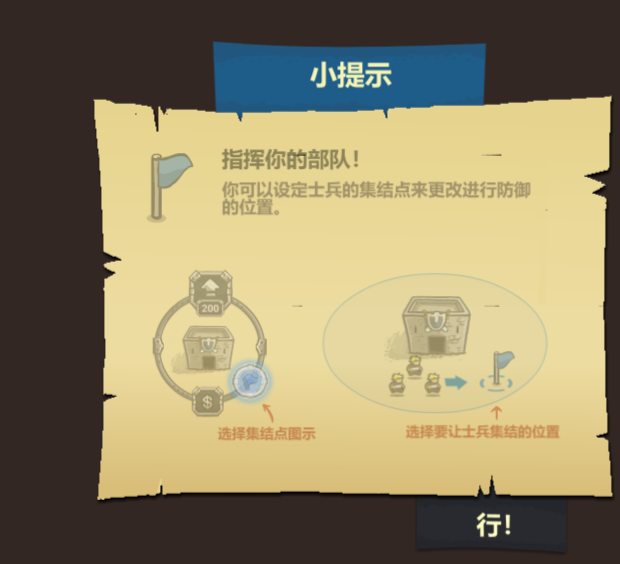 小提示
指挥你的部队！
你可以设定士兵的集结点来更改进行防御
的位置。
200
$
选择集结点图示
选择要让士兵集结的位置
行！